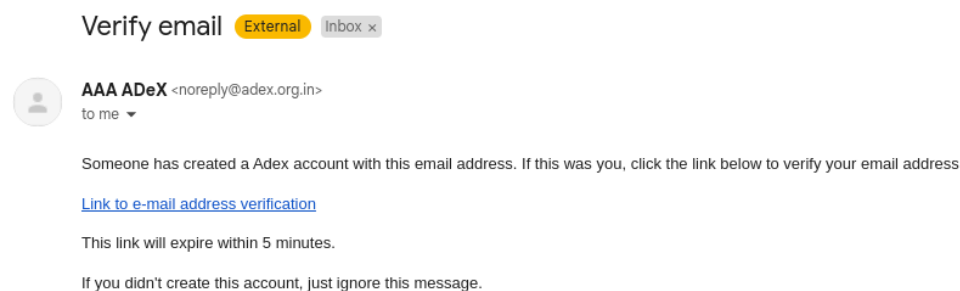 Verify email External Inbox ×
AAA ADeX <noreply@adex.org.in>
to me
Someone has created a Adex account with this email address. If this was you, click the link below to verify your email address
Link to e-mail address verification
This link will expire within 5 minutes.
If you didn't create this account, just ignore this message.